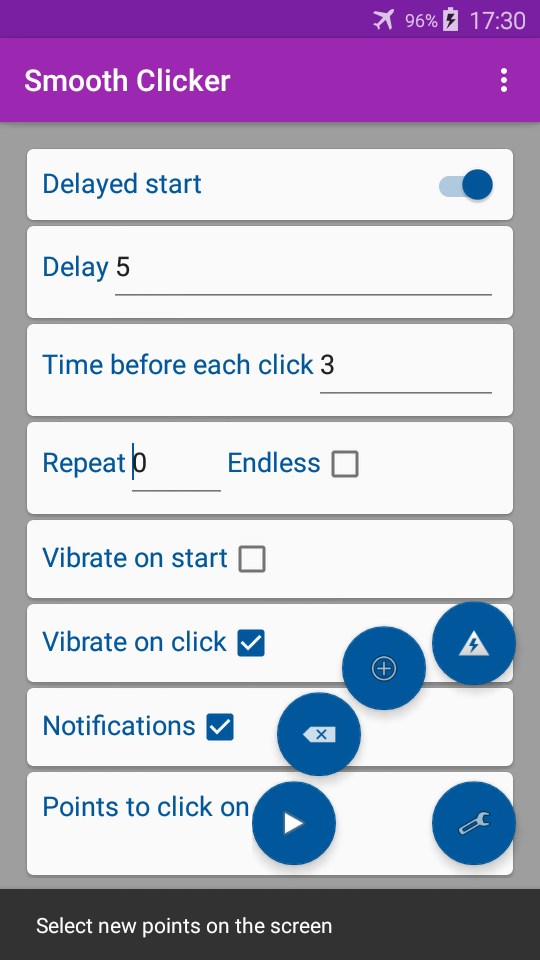 96% 17:30
Smooth Clicker
Delayed start
Delay 5
Time before each click 3
Repeat 0 Endless
Vibrate on start
Vibrate on click
Notifications
Points to click on
Select new points on the screen